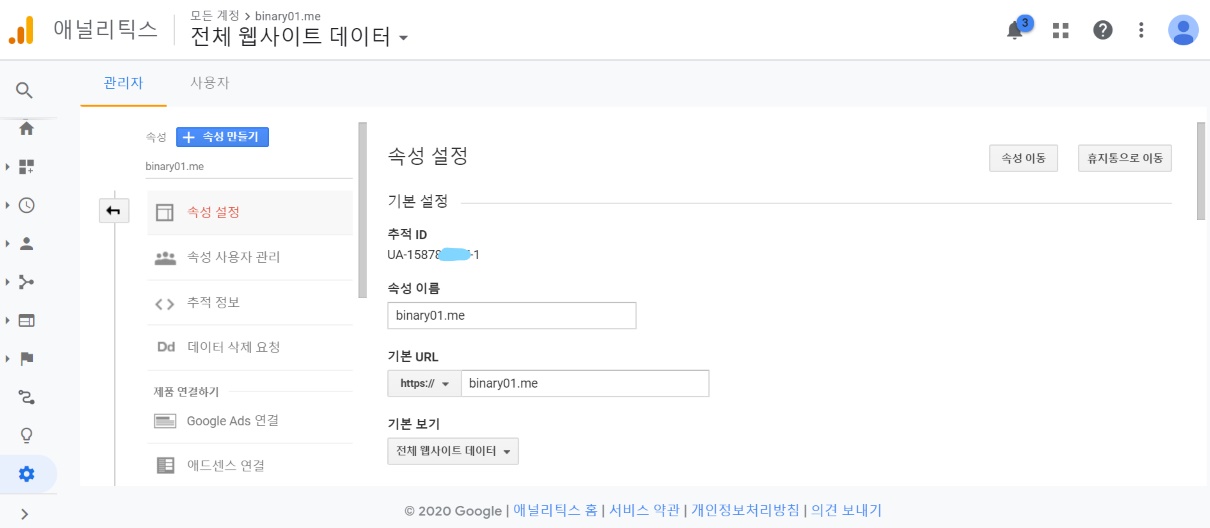 애널리틱스
모든 계정 > binary01.me
전체 웹사이트 데이터
3
관리자
사용자
속성
+ 속성 만들기
binary01.me
속성 설정
속성 사용자 관리
추적 정보
Dd 데이터 삭제 요청
제품 연결하기
Google Ads 연결
애드센스 연결
속성 설정
속성 이동
휴지통으로 이동
기본 설정
추적 ID
UA-15878 -1
속성 이름
binary01.me
기본 URL
https://
binary01.me
기본 보기
전체 웹사이트 데이터
© 2020 Google | 애널리틱스 홈 | 서비스 약관 | 개인정보처리방침 | 의견 보내기